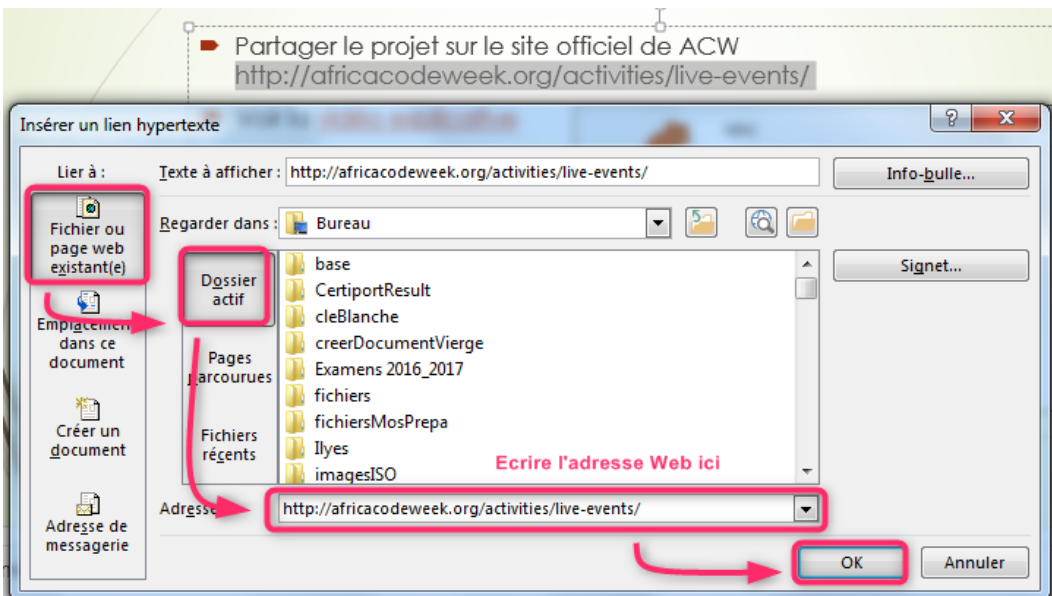 Partager le projet sur le site officiel de ACW
http://africacodeweek.org/activities/live-events/
Insérer un lien hypertexte
?
X
Lier à :
Texte à afficher :
http://africacodeweek.org/activities/live-events/
Info-bulle...
Fichier ou
page web
existant(e)
Regarder dans :
Bureau
Dossier
actif
base
CertiportResult
cleBlanche
creerDocumentVierge
Examens 2016_2017
fichiers
fichiersMosPrepa
Ilyes
imagesISO
Signet...
Emplacement
dans ce
document
Pages
parcourues
Créer un
document
Fichiers
récents
Ecrire l'adresse Web ici
Adresse de
messagerie
Adresse
http://africacodeweek.org/activities/live-events/
OK
Annuler